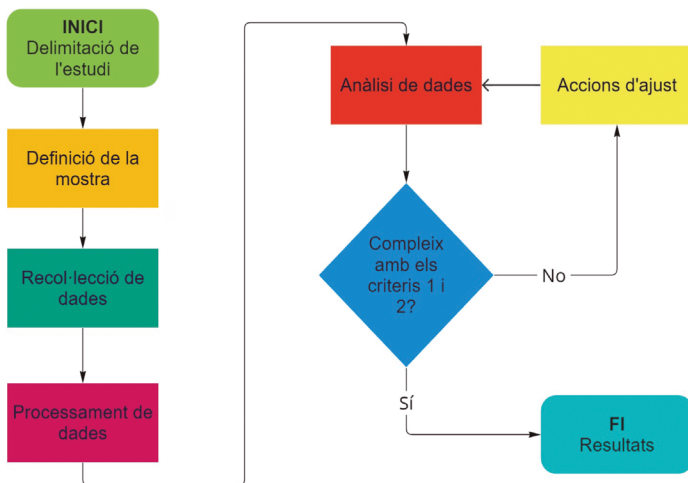 INICI
Delimitació de
l'estudi
Definició de la
mostra
Recol·lecció de
dades
Processament de
dades
Anàlisi de dades
Accions d'ajust
Compleix
amb els
criteris 1 i
2?
No
Sí
FI
Resultats